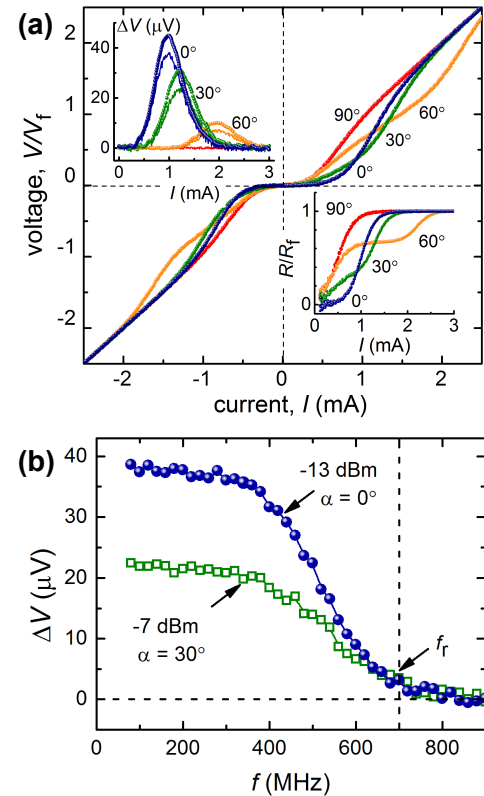 (a)
ΔV (μV)
40
20
0
0°
30°
60°
0 1 2 3
I (mA)
voltage, V/Vf
2
1
0
-1
-2
90°
60°
30°
0°
R/Rf
1
0
90°
60°
30°
0°
0 1 2 3
I (mA)
-2 -1 0 1 2
current, I (mA)
(b)
ΔV (μV)
40
30
20
10
0
-13 dBm
α = 0°
-7 dBm
α = 30°
fr
0 200 400 600 800
f (MHz)